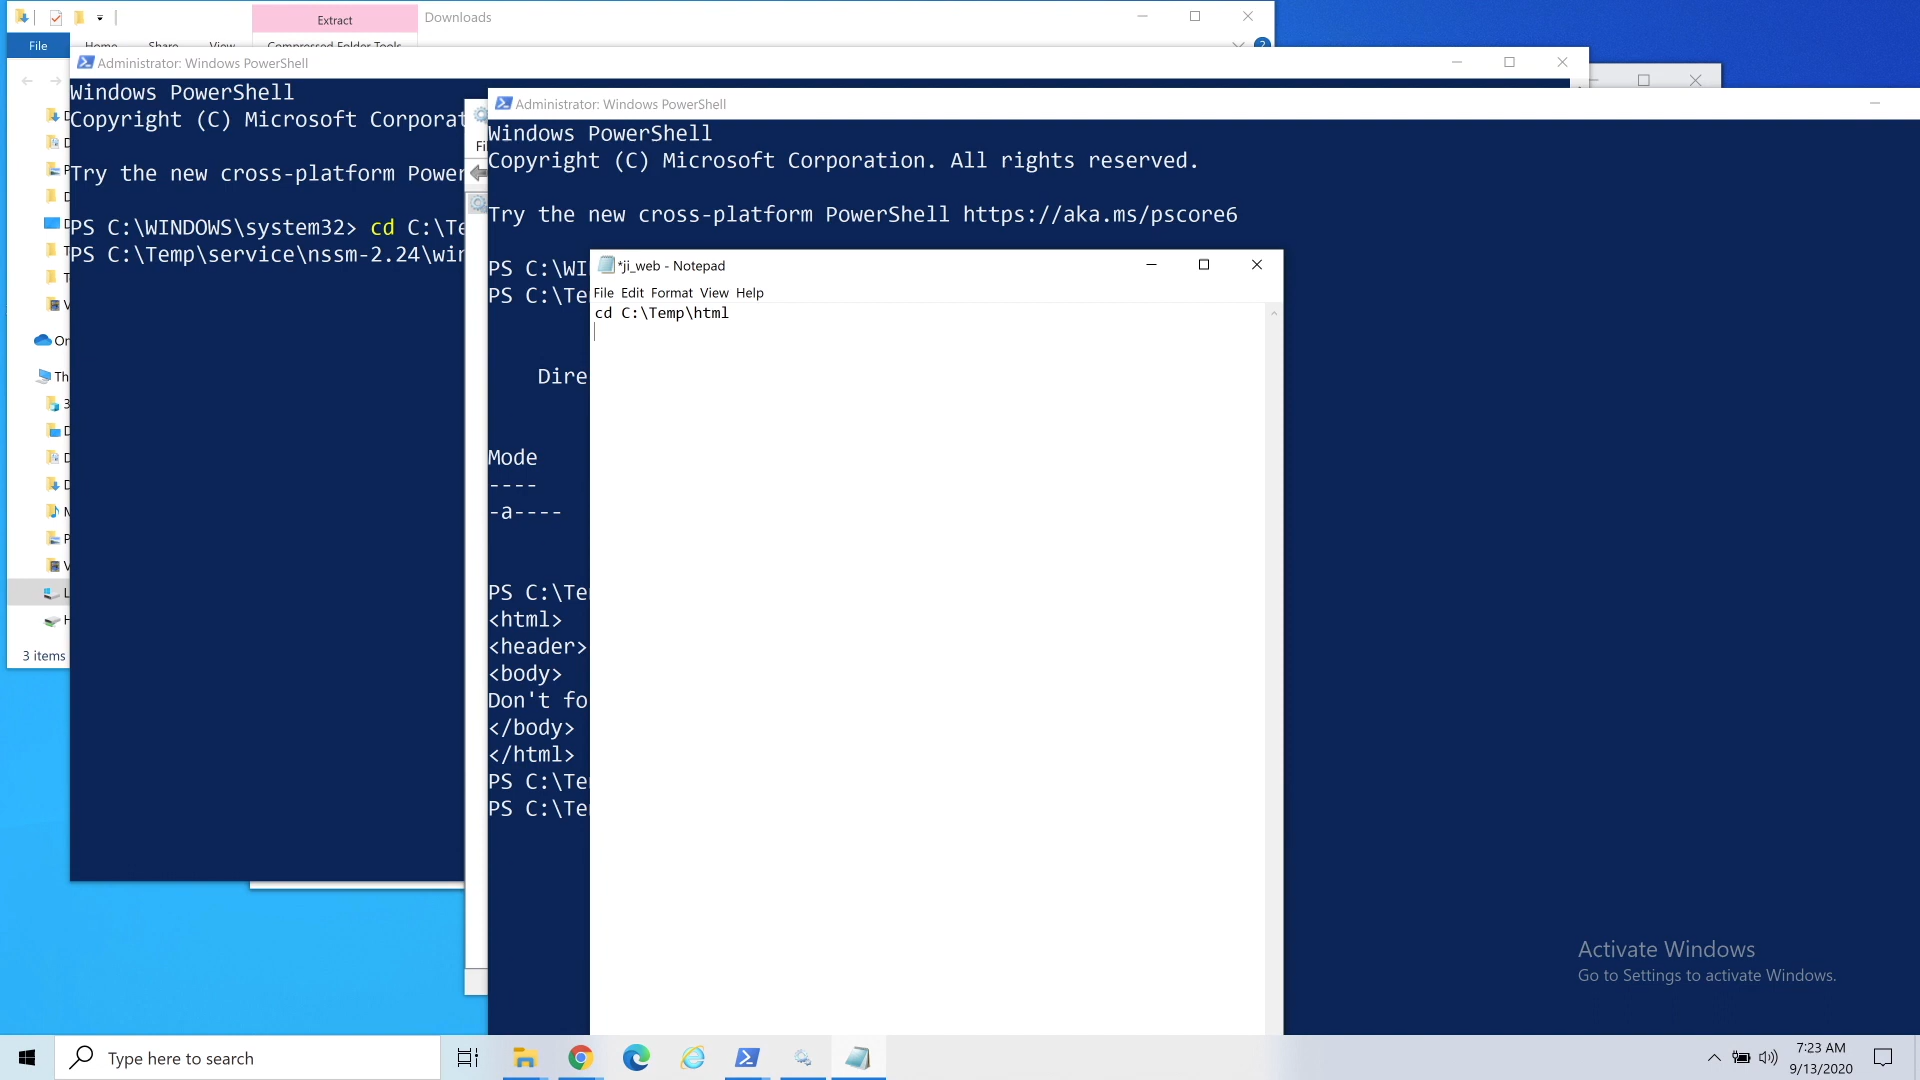 Extract
Downloads
File
Home Share View Compressed Folder Tools
Administrator: Windows PowerShell
Windows PowerShell
Copyright (C) Microsoft Corporat
Try the new cross-platform Power
PS C:\WINDOWS\system32> cd C:\Te
PS C:\Temp\service\nssm-2.24\wir
3 items
Administrator: Windows PowerShell
Windows PowerShell
Copyright (C) Microsoft Corporation. All rights reserved.
Try the new cross-platform PowerShell https://aka.ms/pscore6
PS C:\WI
PS C:\Te
Dire
Mode
----
-a----
PS C:\Te
<html>
<header>
<body>
Don't fo
</body>
</html>
PS C:\Te
PS C:\Te
*ji_web - Notepad
File Edit Format View Help
cd C:\Temp\html
Activate Windows
Go to Settings to activate Windows.
Type here to search
7:23 AM
9/13/2020